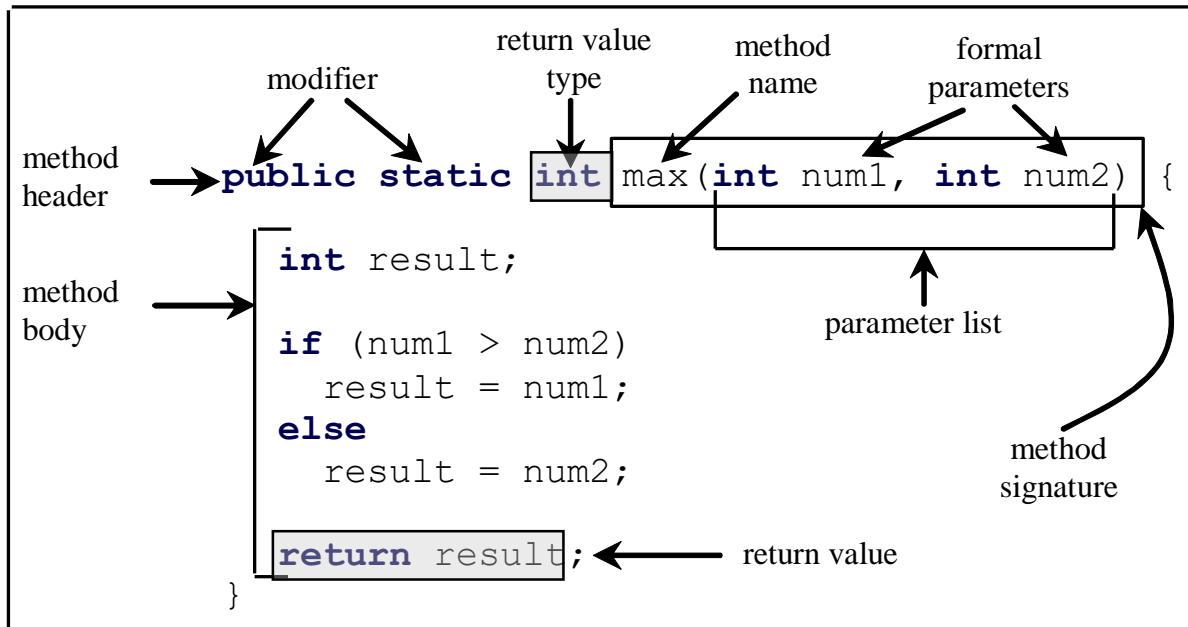 return value
type
method
name
formal
parameters
modifier
method
header
public static int max(int num1, int num2) {
method
body
int result;
parameter list
if (num1 > num2)
result = num1;
else
result = num2;
method
signature
return result;
return value
}